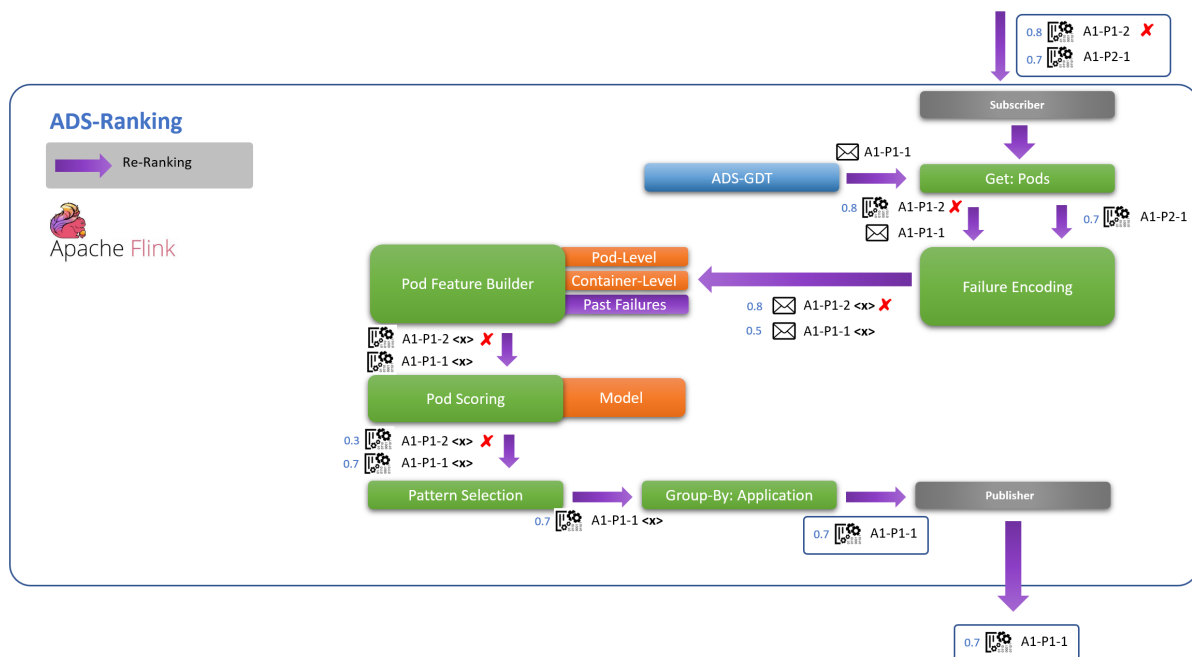 0.8 A1-P1-2 ✘
0.7 A1-P2-1
ADS-Ranking
Subscriber
Re-Ranking
A1-P1-1
ADS-GDT
Get: Pods
0.8 A1-P1-2 ✘
A1-P1-1
0.7 A1-P2-1
Apache Flink
Pod Feature Builder
Pod-Level
Container-Level
Past Failures
Failure Encoding
0.8 A1-P1-2 <x> ✘
0.5 A1-P1-1 <x>
A1-P1-2 <x> ✘
A1-P1-1 <x>
Pod Scoring
Model
0.3 A1-P1-2 <x> ✘
0.7 A1-P1-1 <x>
Pattern Selection
Group-By: Application
Publisher
0.7 A1-P1-1 <x>
0.7 A1-P1-1
0.7 A1-P1-1